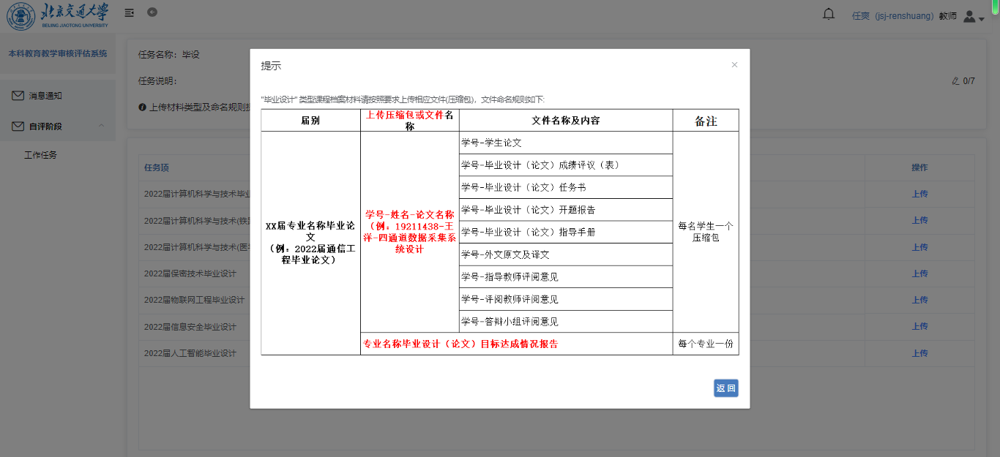 北京交通大学
BEIJING JIAOTONG UNIVERSITY
任爽（jsj-renshuang）教师
本科教育教学审核评估系统
消息通知
自评阶段
工作任务
任务名称：毕设
任务说明：
0/7
上传材料类型及命名规则
任务项
操作
2022届计算机科学与技术毕业
上传
2022届计算机科学与技术(铁
上传
2022届计算机科学与技术(医
上传
2022届保密技术毕业设计
上传
2022届物联网工程毕业设计
上传
2022届信息安全毕业设计
上传
2022届人工智能毕业设计
上传
提示
×
"毕业设计" 类型课程档案材料请按照要求上传相应文件(压缩包)，文件命名规则如下:
届别
上传压缩包或文件名
称
文件名称及内容
备注
XX届专业名称毕业论
文
（例：2022届通信工
程毕业论文）
学号-姓名-论文名称
（例：19211438-王
洋-四通道数据采集系
统设计
学号-学生论文
学号-毕业设计（论文）成绩评议（表）
学号-毕业设计（论文）任务书
学号-毕业设计（论文）开题报告
学号-毕业设计（论文）指导手册
学号-外文原文及译文
学号-指导教师评阅意见
学号-评阅教师评阅意见
学号-答辩小组评阅意见
每名学生一个
压缩包
专业名称毕业设计（论文）目标达成情况报告
每个专业一份
返 回